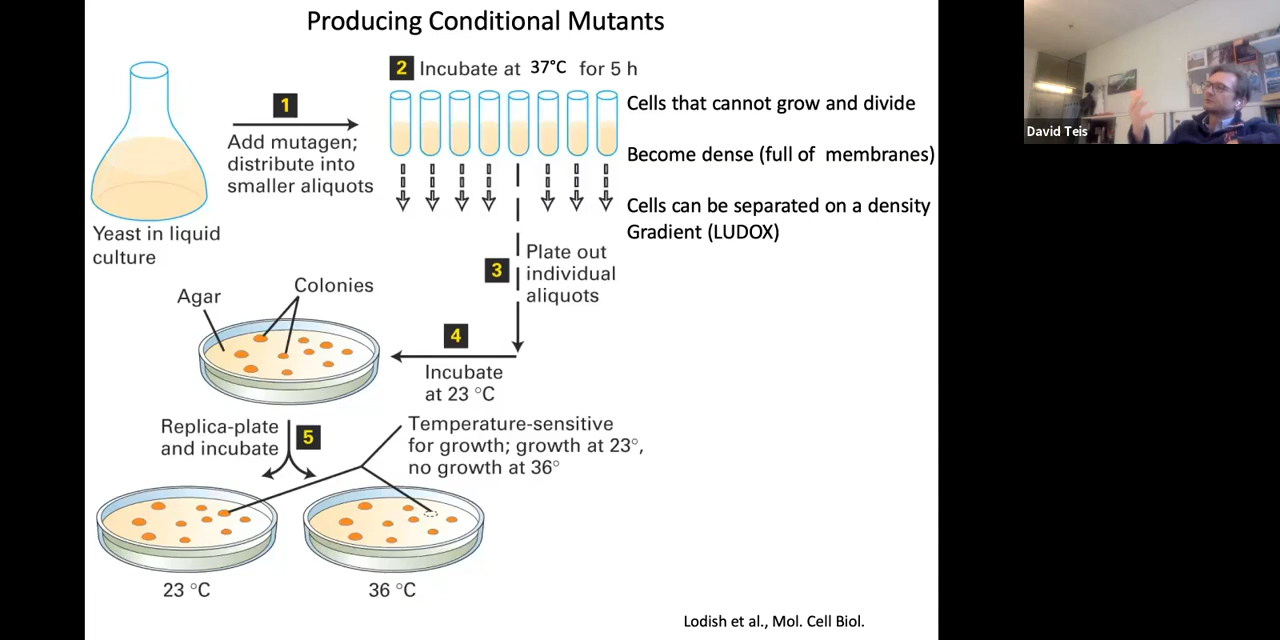 Producing Conditional Mutants
2 Incubate at 37°C for 5 h
1
Add mutagen;
distribute into
smaller aliquots
Yeast in liquid
culture
Cells that cannot grow and divide
Become dense (full of membranes)
Cells can be separated on a density
Gradient (LUDOX)
3
Plate out
individual
aliquots
Agar
Colonies
4
Incubate
at 23 °C
Replica-plate
and incubate
5
Temperature-sensitive
for growth; growth at 23°,
no growth at 36°
23 °C
36 °C
Lodish et al., Mol. Cell Biol.
David Teis